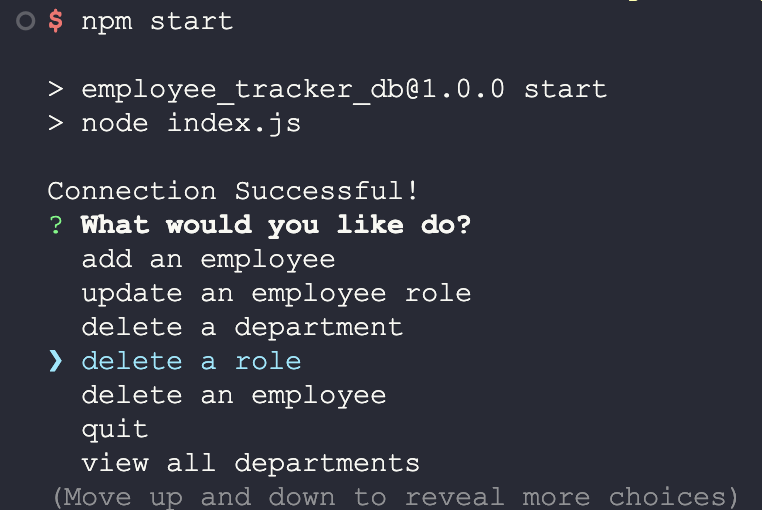 $ npm start
> employee_tracker_db@1.0.0 start
> node index.js
Connection Successful!
? What would you like do?
add an employee
update an employee role
delete a department
❯ delete a role
delete an employee
quit
view all departments
(Move up and down to reveal more choices)